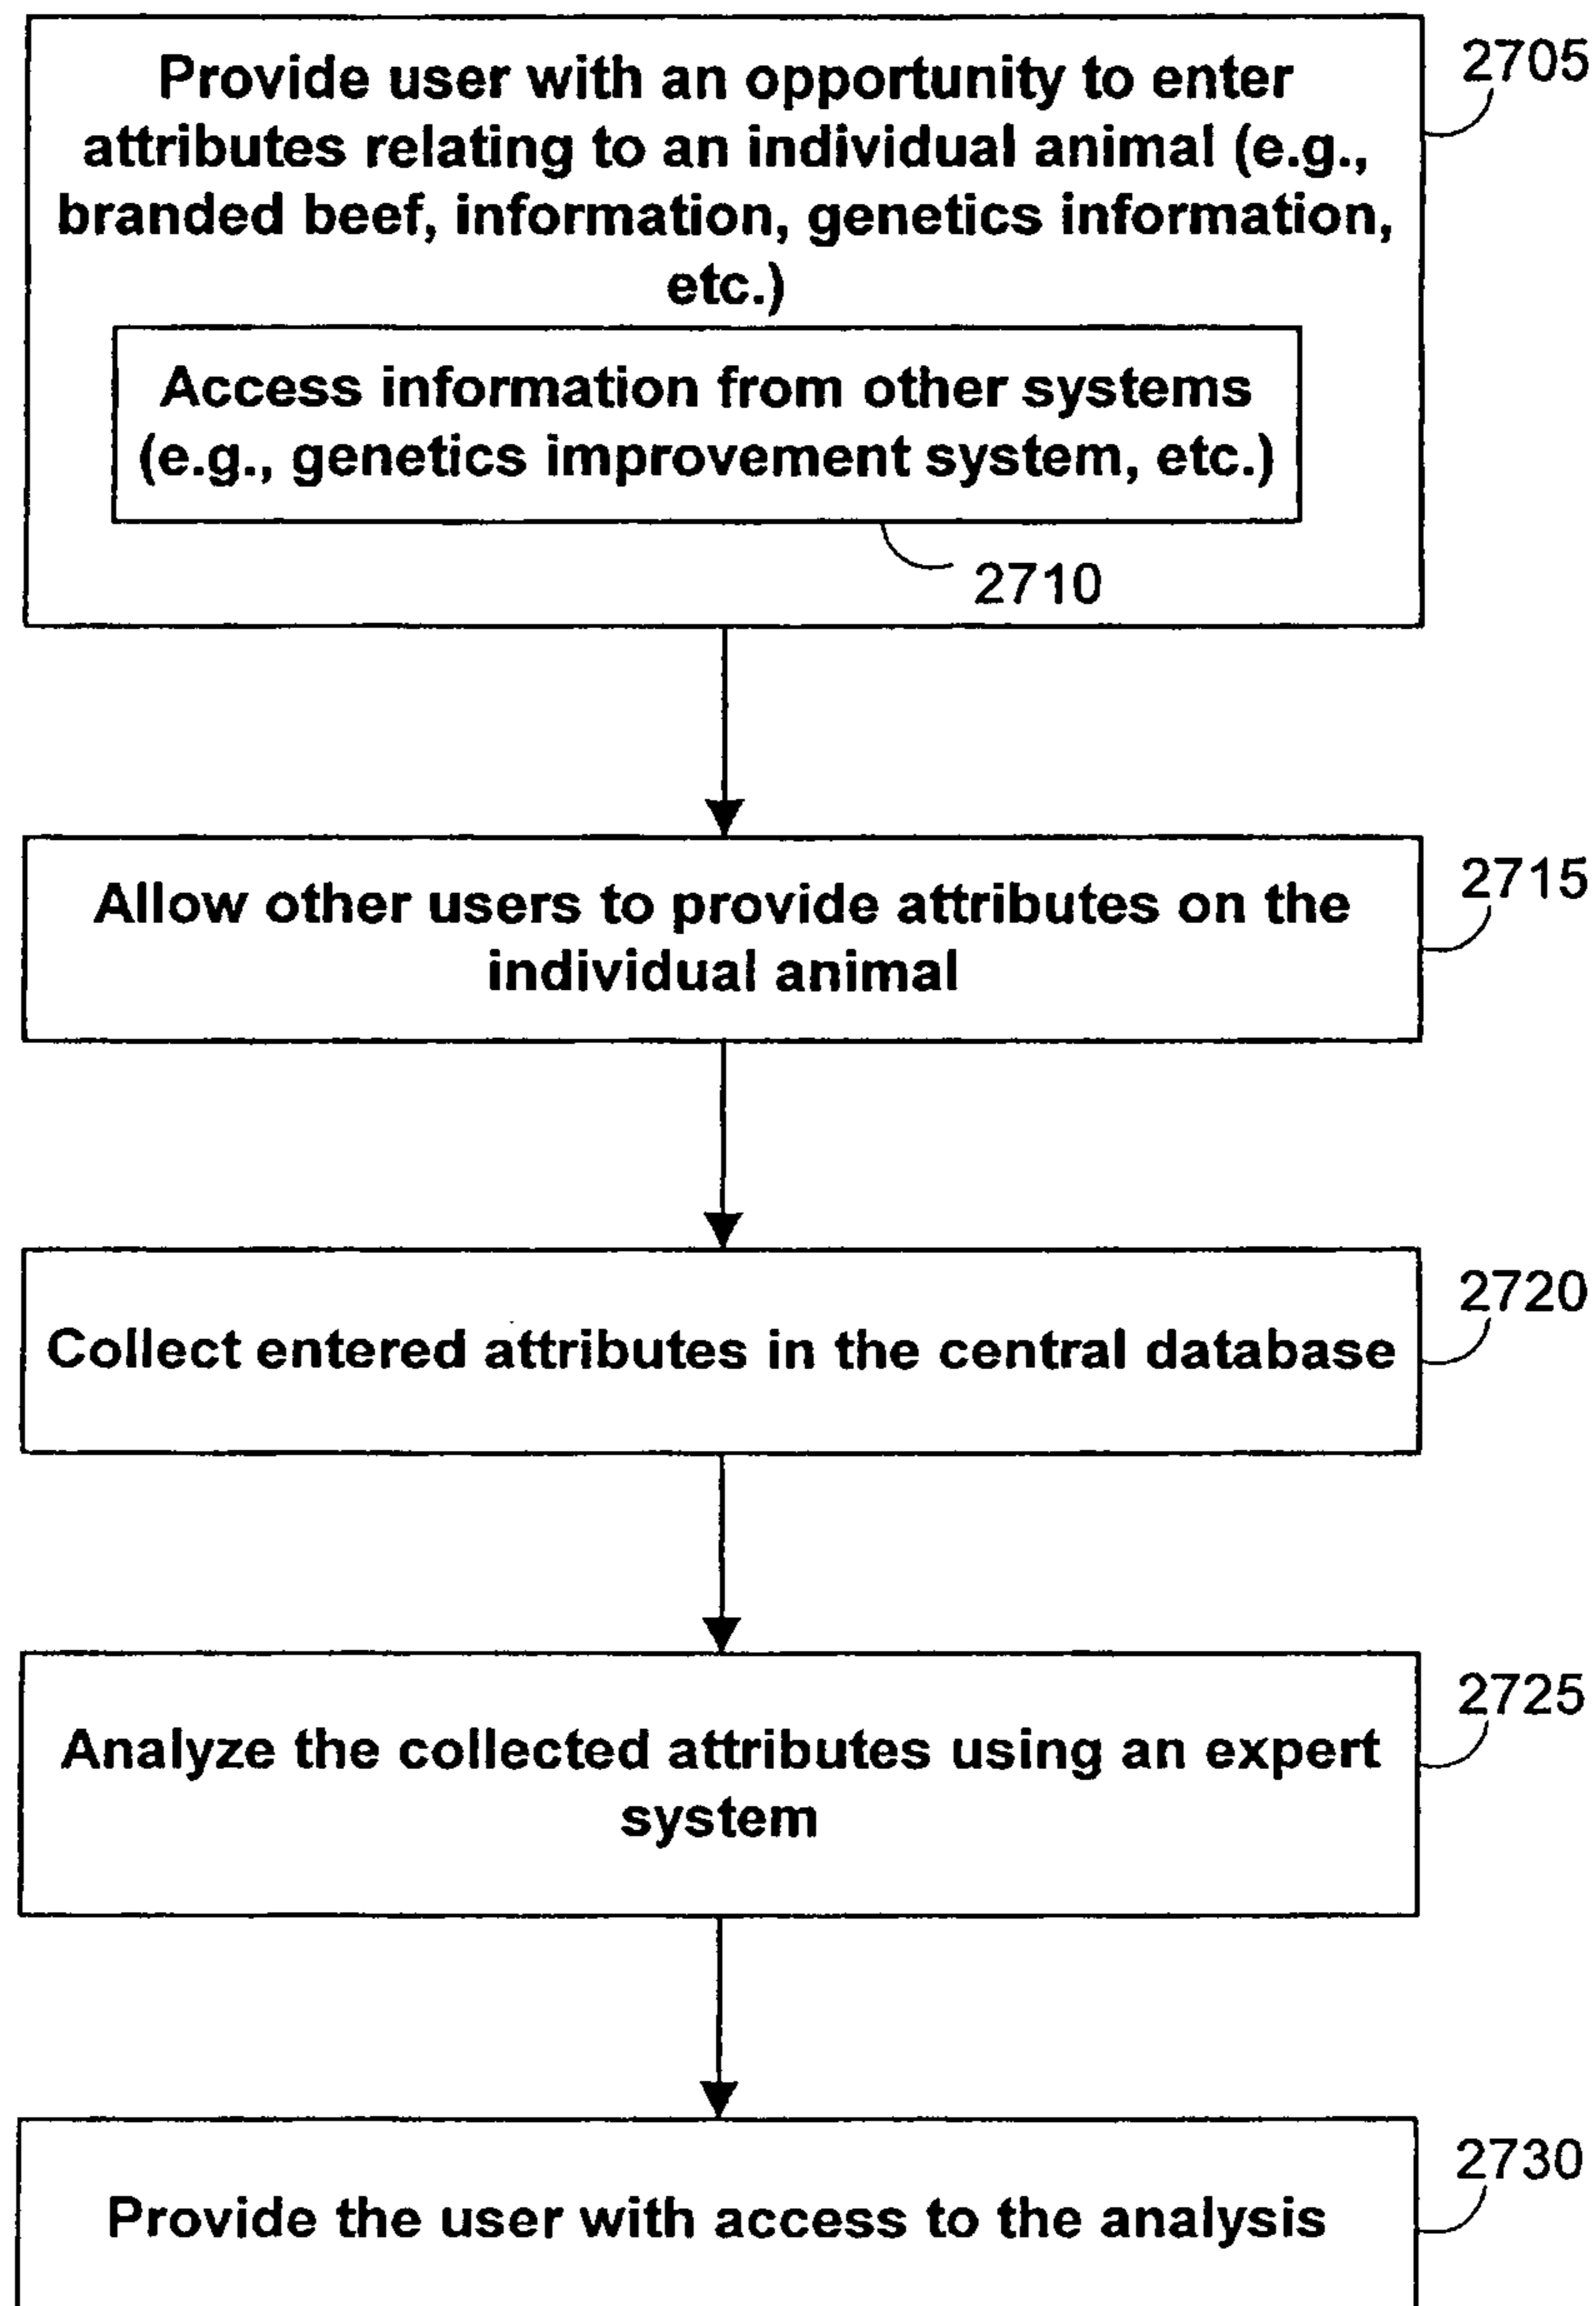 Provide user with an opportunity to enter
2705
attributes relating to an individual animal (e.g.,
branded beef, information, genetics information,
etc.)
Access information from other systems
(e.g., genetics improvement system, etc.)
2710
Allow other users to provide attributes on the
2715
individual animal
2720
Collect entered attributes in the central database
2725
Analyze the collected attributes using an expert
system
2730
Provide the user with access to the analysis